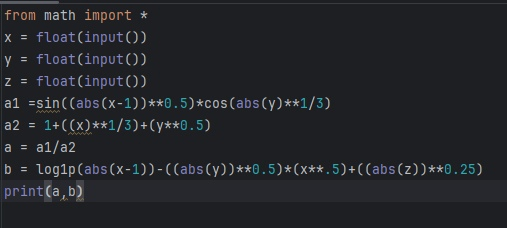 from math import *
x = float(input())
y = float(input())
z = float(input())
a1 =sin((abs(x-1))**0.5)*cos(abs(y)**1/3)
a2 = 1+((x)**1/3)+(y**0.5)
a = a1/a2
b = log1p(abs(x-1))-((abs(y))**0.5)*(x**.5)+((abs(z))**0.25)
print(a,b)